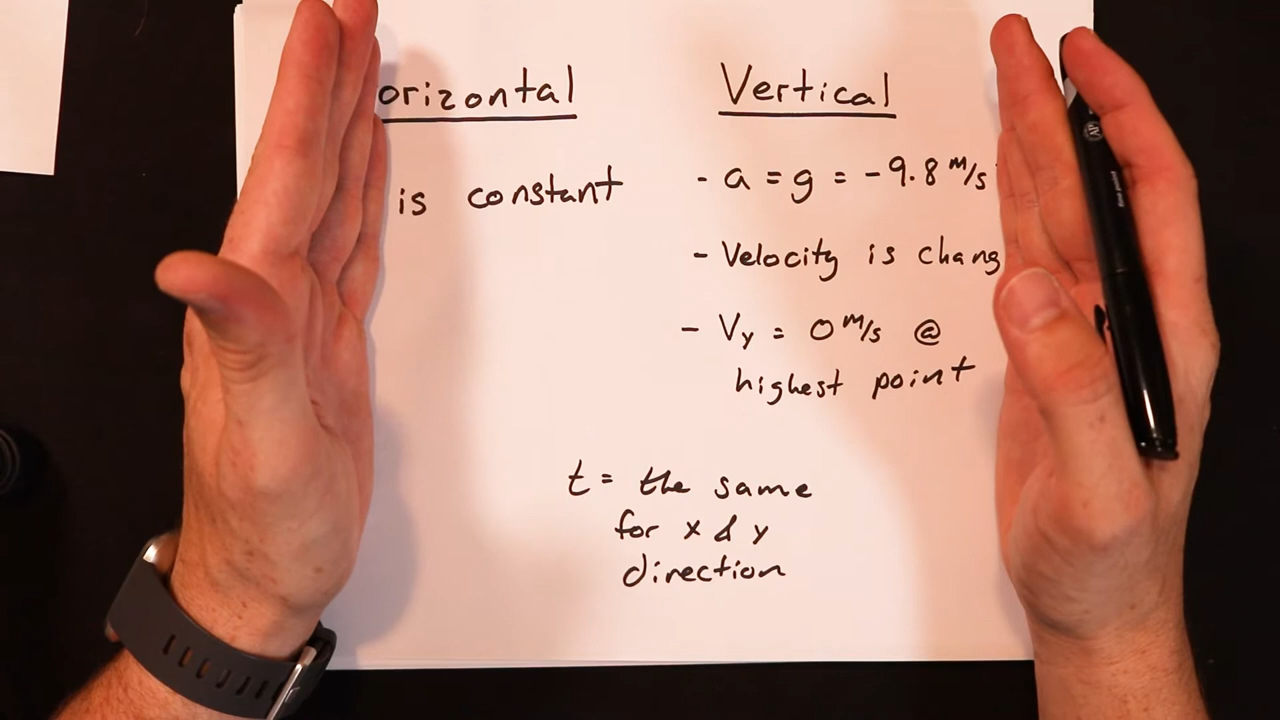 orizontal
is constant
Vertical
- a = g = -9.8 m/s
- Velocity is chang
- Vy = 0 m/s @
highest point
t = the same
for x & y
direction